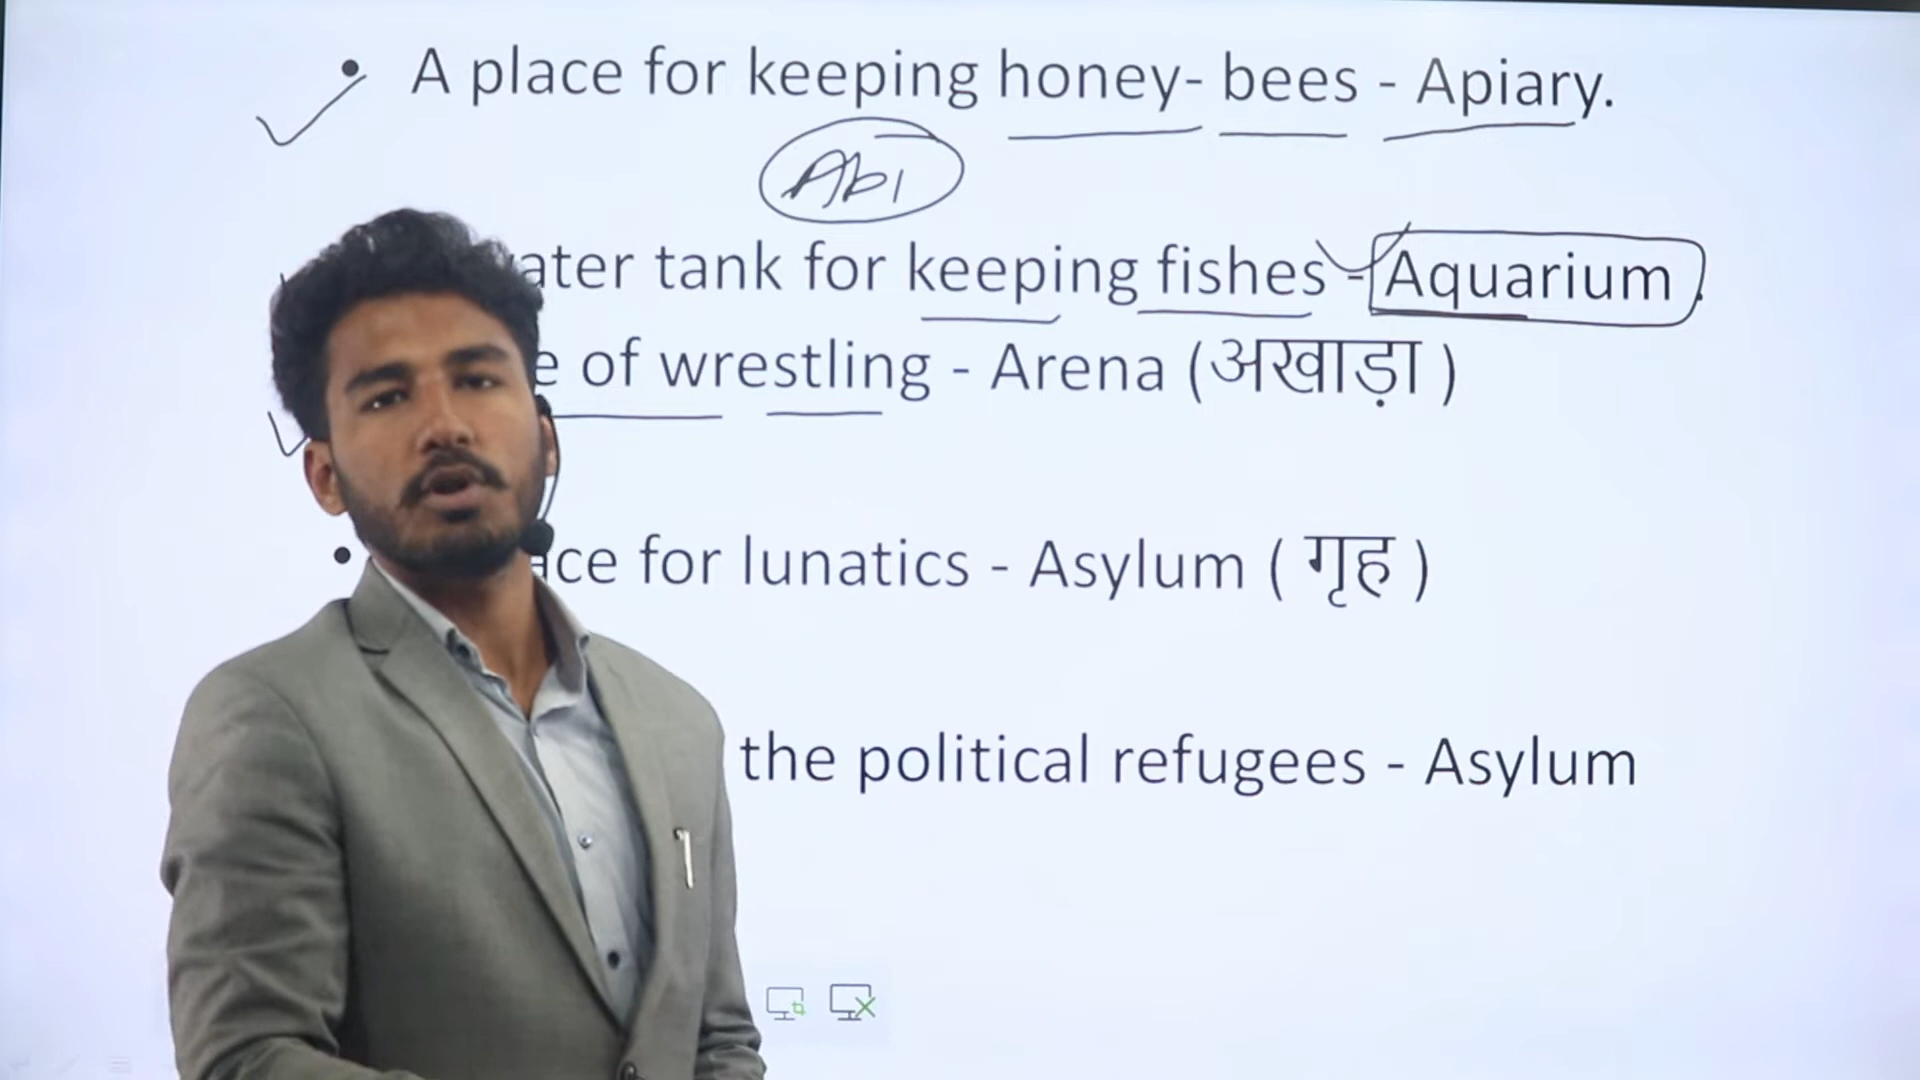 • A place for keeping honey- bees - Apiary.
Api
ater tank for keeping fishes - Aquarium.
e of wrestling - Arena (अखाड़ा )
• ace for lunatics - Asylum ( गृह )
the political refugees - Asylum